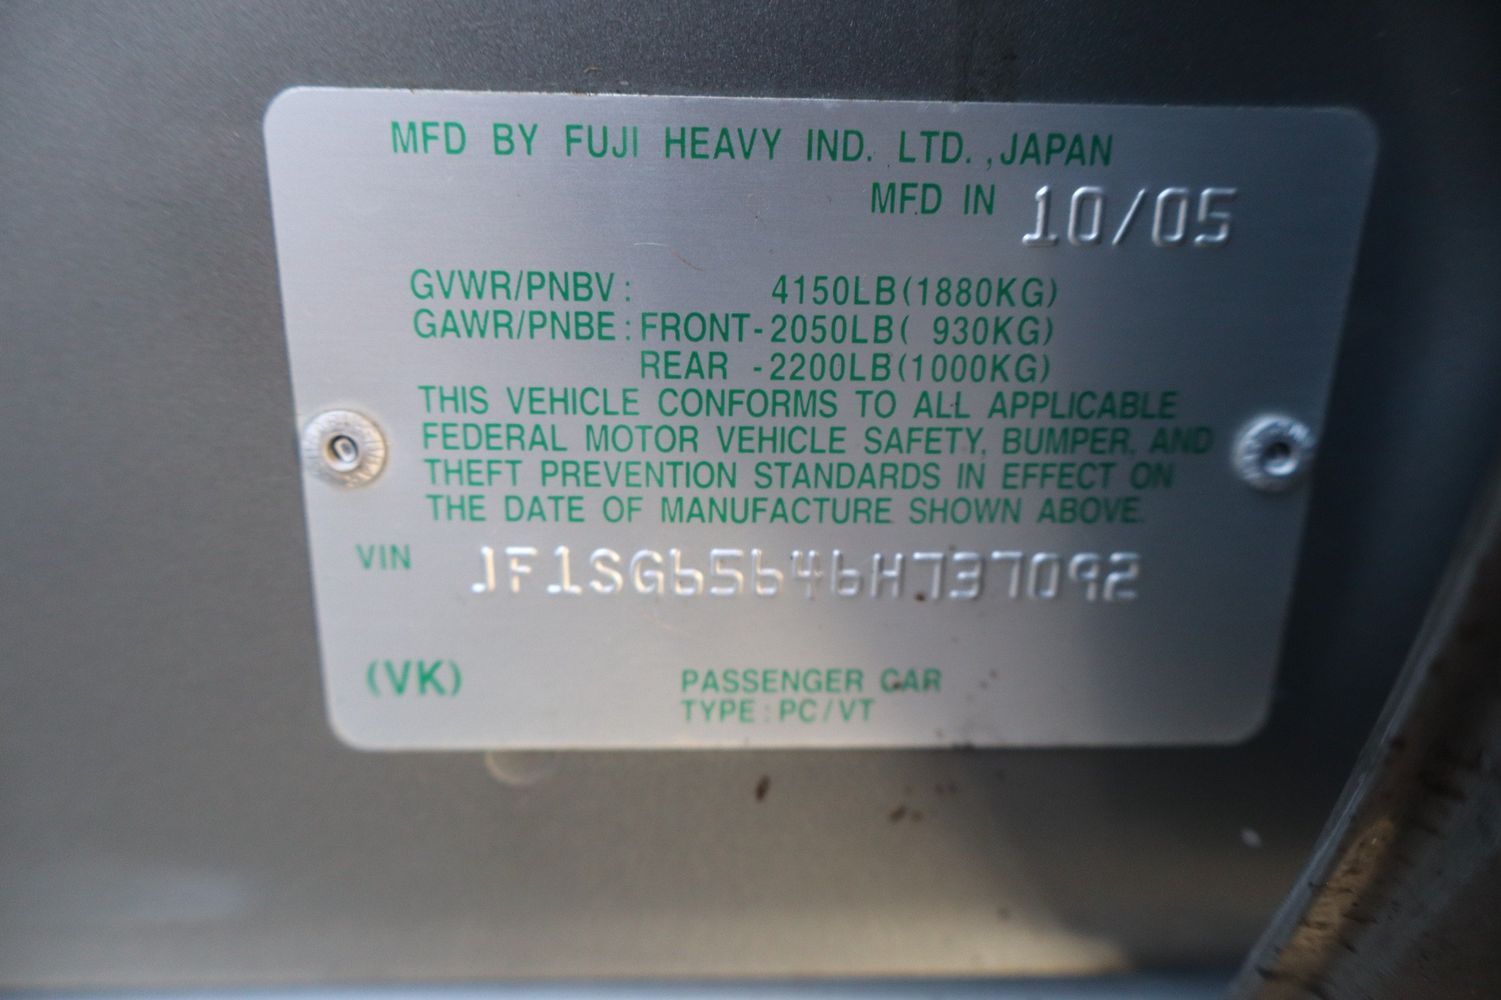 MFD BY FUJI HEAVY IND. LTD., JAPAN
MFD IN 10/05
GVWR/PNBV: 4150LB(1880KG)
GAWR/PNBE: FRONT-2050LB( 930KG)
REAR -2200LB(1000KG)
THIS VEHICLE CONFORMS TO ALL APPLICABLE
FEDERAL MOTOR VEHICLE SAFETY, BUMPER, AND
THEFT PREVENTION STANDARDS IN EFFECT ON
THE DATE OF MANUFACTURE SHOWN ABOVE.
VIN JF1SG65646H737092
(VK) PASSENGER CAR
TYPE: PC/VT